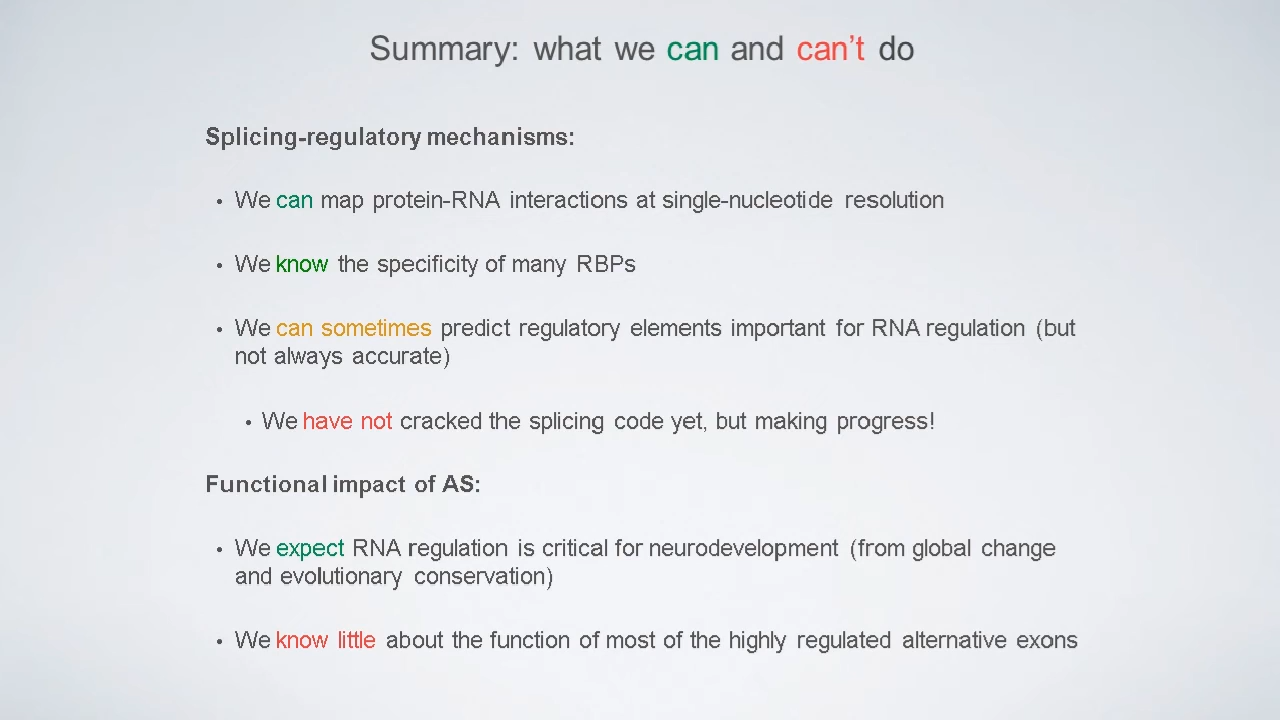 Summary: what we can and can't do
Splicing-regulatory mechanisms:
• We can map protein-RNA interactions at single-nucleotide resolution
• We know the specificity of many RBPs
• We can sometimes predict regulatory elements important for RNA regulation (but
not always accurate)
• We have not cracked the splicing code yet, but making progress!
Functional impact of AS:
• We expect RNA regulation is critical for neurodevelopment (from global change
and evolutionary conservation)
• We know little about the function of most of the highly regulated alternative exons